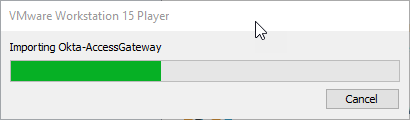 VMware Workstation 15 Player
Importing Okta-AccessGateway
Cancel